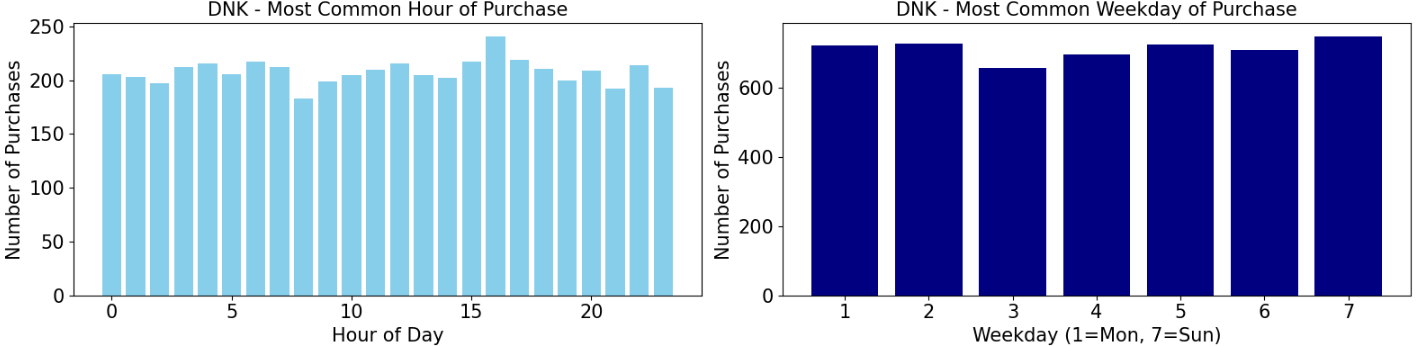 DNK - Most Common Hour of Purchase
Number of Purchases
250
200
150
100
50
0
0 5 10 15 20
Hour of Day
DNK - Most Common Weekday of Purchase
Number of Purchases
600
400
200
0
1 2 3 4 5 6 7
Weekday (1=Mon, 7=Sun)